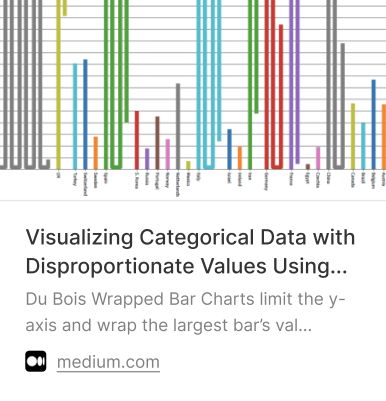 UK
Turkey
Switzerland
Sweden
Spain
S. Korea
Russia
Portugal
Norway
Netherlands
Mexico
Italy
Israel
Ireland
Iran
Germany
France
Egypt
Czechia
China
Canada
Brazil
Belgium
Austria
Visualizing Categorical Data with
Disproportionate Values Using...
Du Bois Wrapped Bar Charts limit the y-
axis and wrap the largest bar’s val...
medium.com